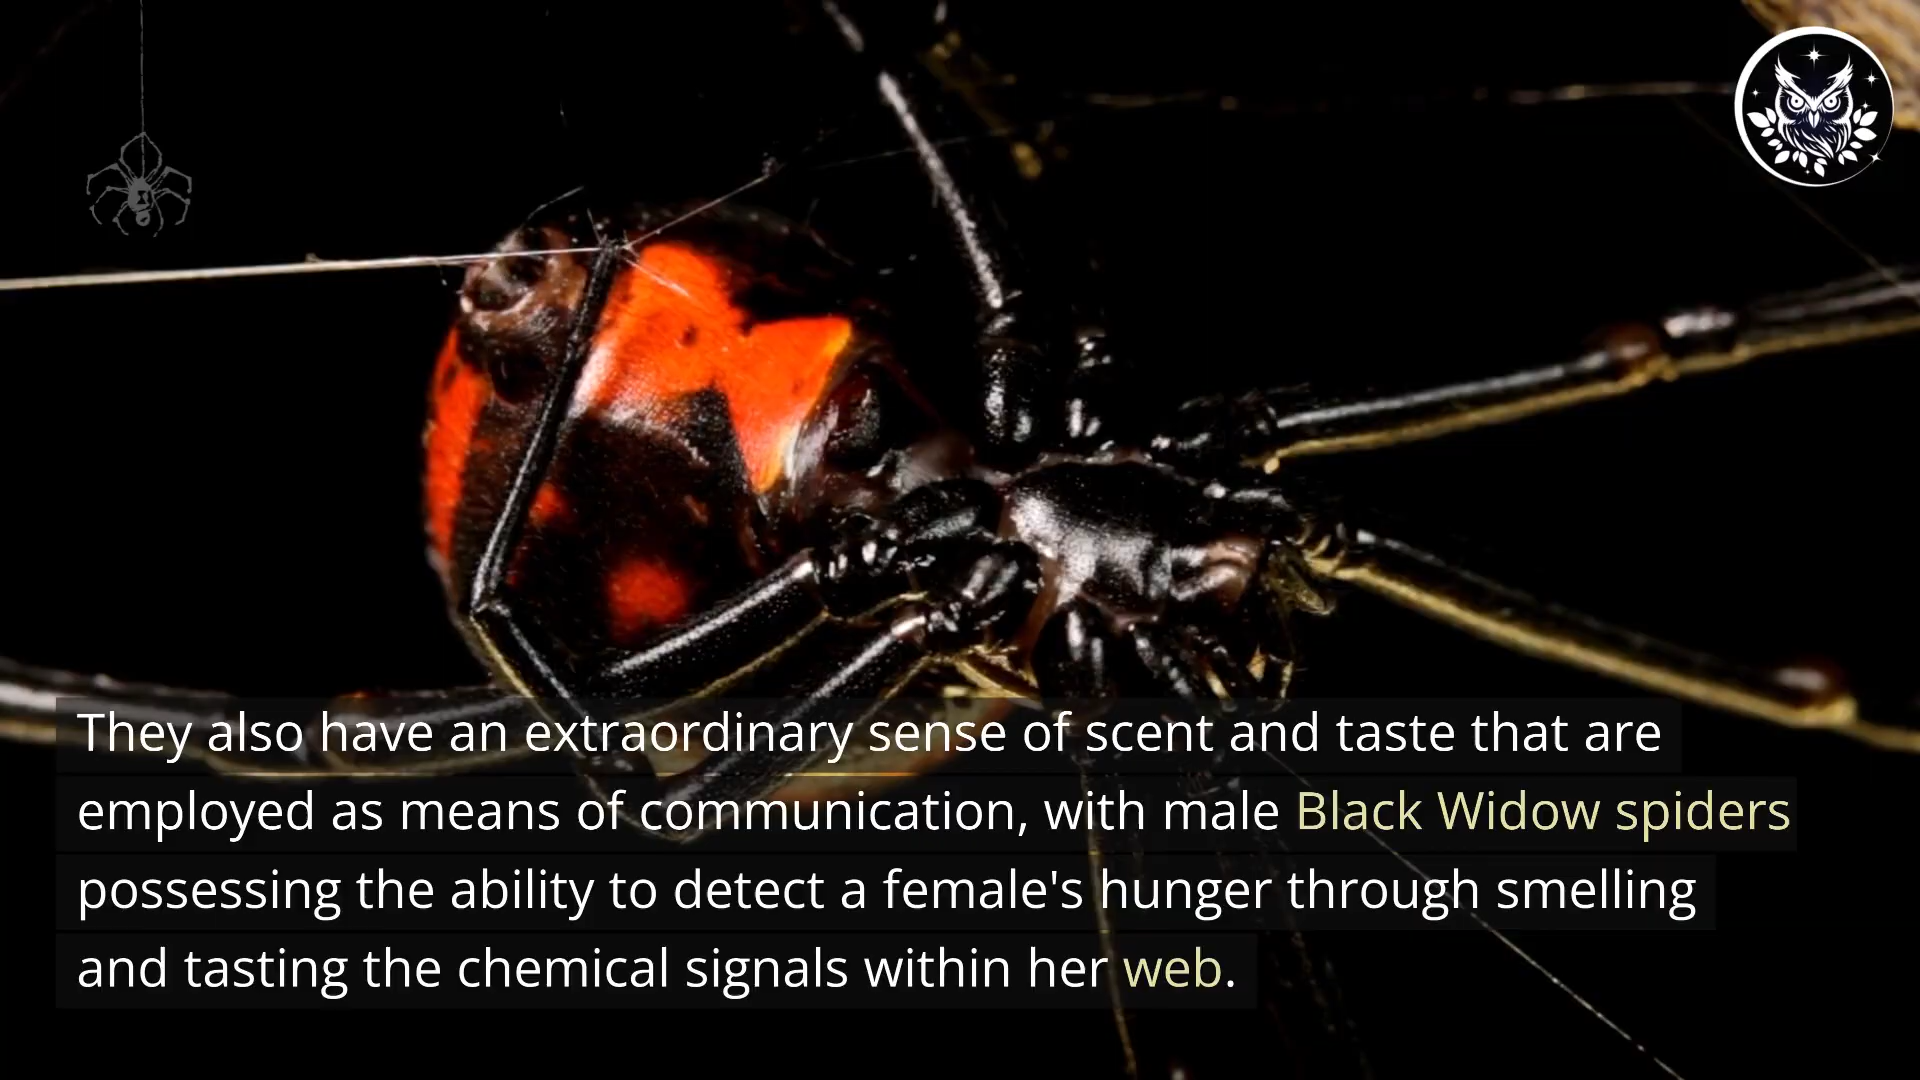 They also have an extraordinary sense of scent and taste that are
employed as means of communication, with male Black Widow spiders
possessing the ability to detect a female's hunger through smelling
and tasting the chemical signals within her web.